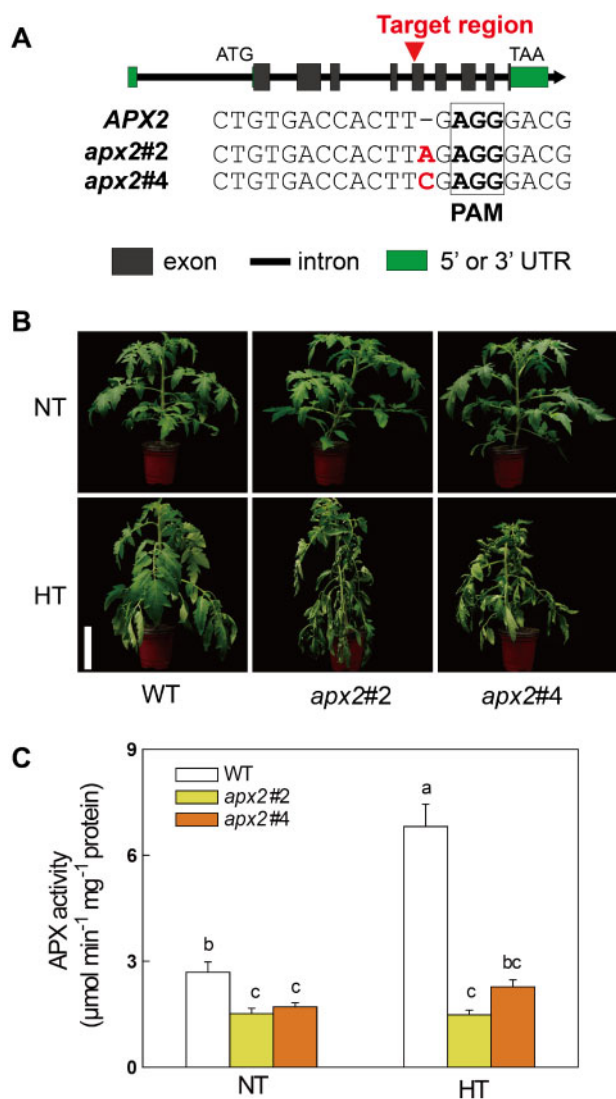 A
Target region
ATG
TAA
APX2 CTGTGACCACTT-GAGGGACG
apx2#2 CTGTGACCACTTAGAGGGACG
apx2#4 CTGTGACCACTTCGAGGGACG
PAM
exon intron 5' or 3' UTR
B
NT
HT
WT apx2#2 apx2#4
C
APX activity
(µmol min⁻¹ mg⁻¹ protein)
9
6
3
0
WT
apx2#2
apx2#4
b c c
a c bc
NT HT